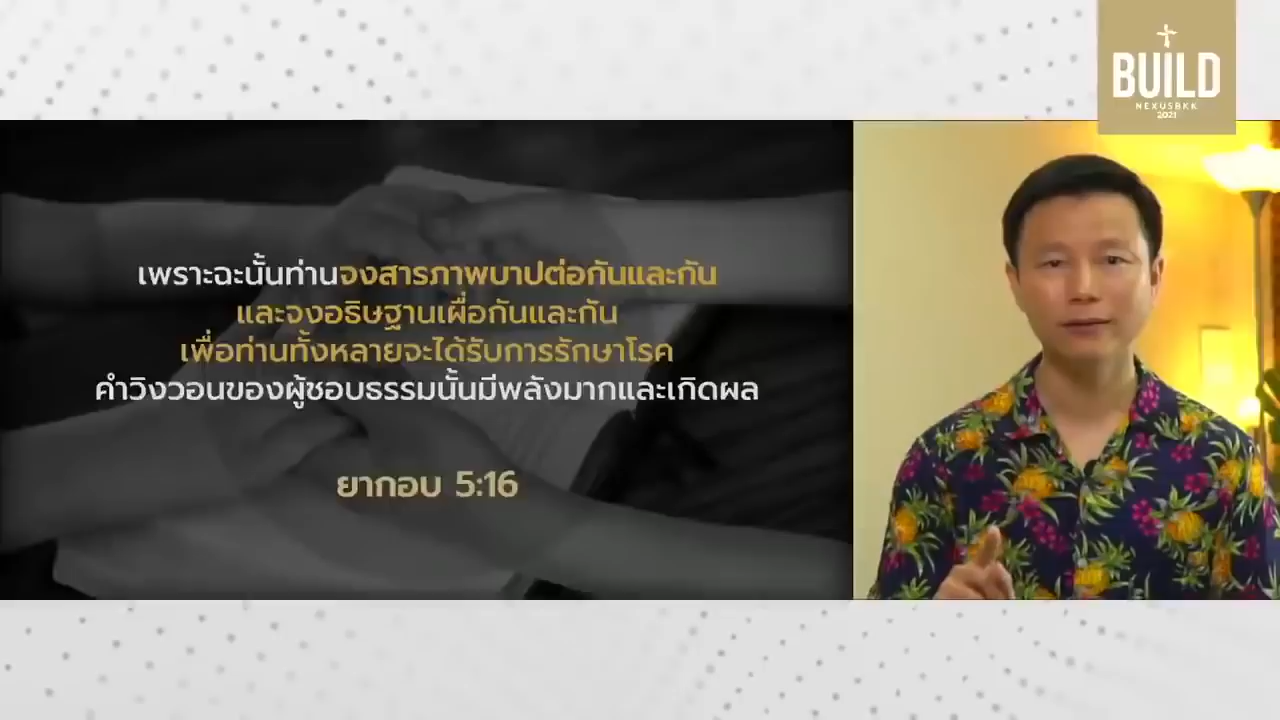 BUILD
NEXUSBKK
2021
เพราะฉะนั้นท่านจงสารภาพบาปต่อกันและกัน
และจงอธิษฐานเผื่อกันและกัน
เพื่อท่านทั้งหลายจะได้รับการรักษาโรค
คำวิงวอนของผู้ชอบธรรมนั้นมีพลังมากและเกิดผล
ยากอบ 5:16